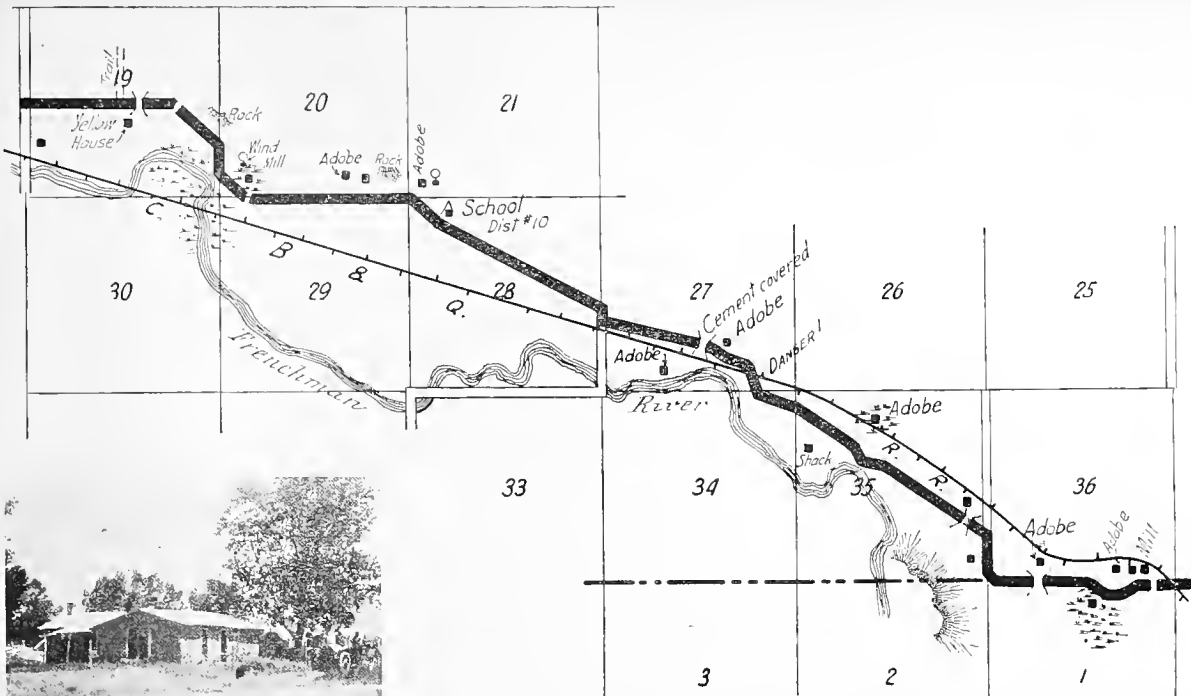 Trail
19
20
21
Rock
Yellow
House
Wind
Mill
Adobe
Rock
Adobe
School
Dist #10
C.
B
&
Q.
30
29
28
27
26
25
Cement covered
Adobe
Adobe
DANGER!
Frenchman
River
Adobe
Shack
R.
R.
33
34
35
36
Adobe
Adobe
Mill
3
2
1